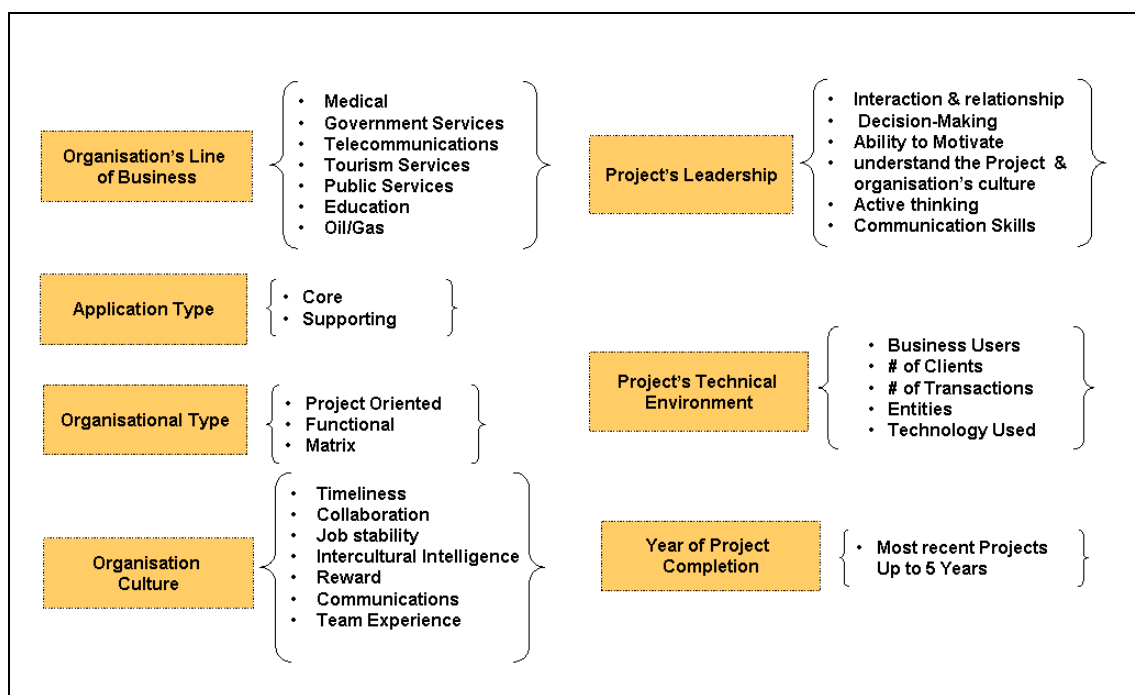 Organisation's Line
of Business
• Medical
• Government Services
• Telecommunications
• Tourism Services
• Public Services
• Education
• Oil/Gas
Application Type
• Core
• Supporting
Organisational Type
• Project Oriented
• Functional
• Matrix
Organisation
Culture
• Timeliness
• Collaboration
• Job stability
• Intercultural Intelligence
• Reward
• Communications
• Team Experience
Project's Leadership
• Interaction & relationship
• Decision-Making
• Ability to Motivate
• understand the Project &
organisation's culture
• Active thinking
• Communication Skills
Project's Technical
Environment
• Business Users
• # of Clients
• # of Transactions
• Entities
• Technology Used
Year of Project
Completion
• Most recent Projects
Up to 5 Years